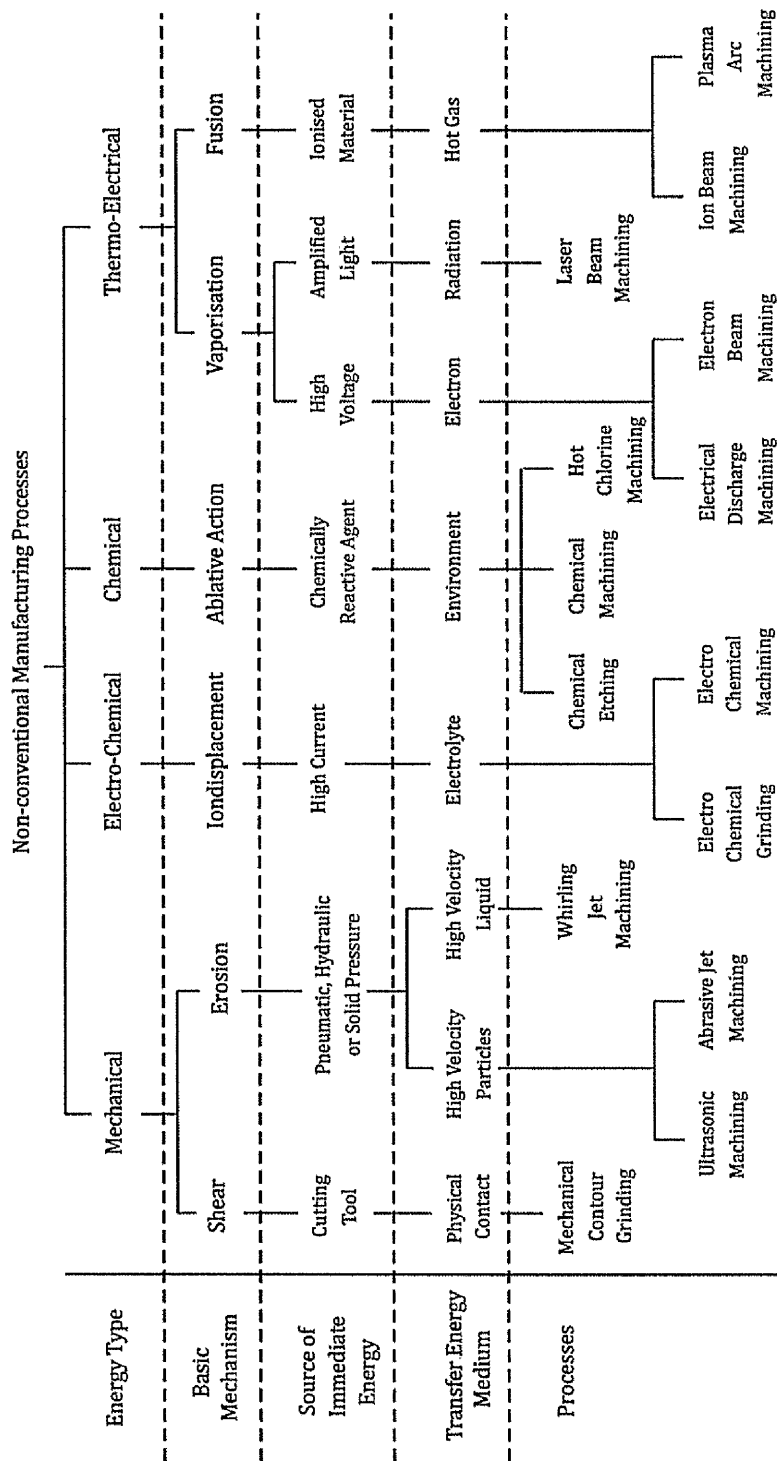 Non-conventional Manufacturing Processes
Energy Type
Mechanical
Electro-Chemical
Chemical
Thermo-Electrical
Basic
Mechanism
Shear
Erosion
Iondisplacement
Ablative Action
Vaporisation
Fusion
Source of
Immediate
Energy
Cutting
Tool
Pneumatic, Hydraulic
or Solid Pressure
High Current
Chemically
Reactive Agent
High
Voltage
Amplified
Light
Ionised
Material
Transfer Energy
Medium
Physical
Contact
High Velocity
Particles
High Velocity
Liquid
Electrolyte
Environment
Electron
Radiation
Hot Gas
Processes
Mechanical
Contour
Grinding
Whirling
Jet
Machining
Chemical
Etching
Chemical
Machining
Hot
Chlorine
Machining
Laser
Beam
Machining
Ultrasonic
Machining
Abrasive Jet
Machining
Electro
Chemical
Grinding
Electro
Chemical
Machining
Electrical
Discharge
Machining
Electron
Beam
Machining
Ion Beam
Machining
Plasma
Arc
Machining